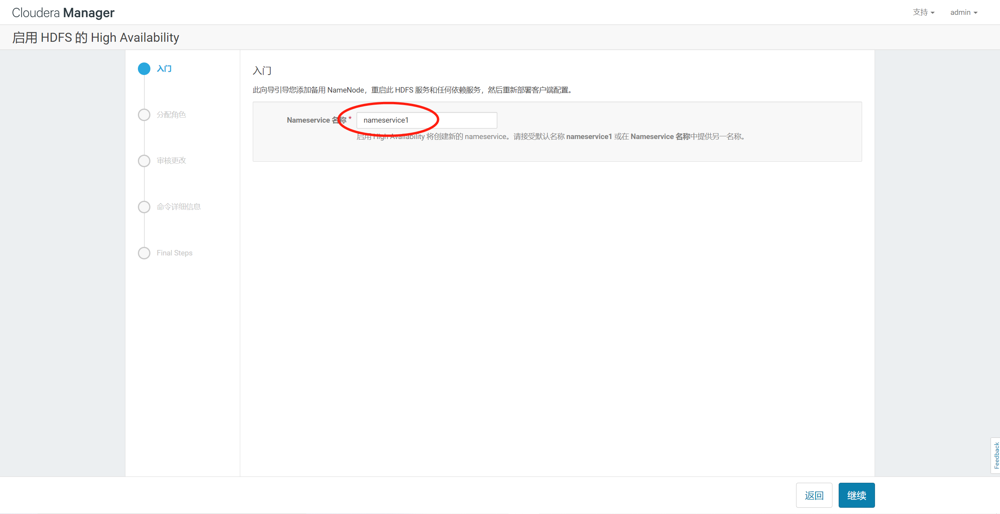 Cloudera Manager
支持
admin
启用 HDFS 的 High Availability
入门
分配角色
审核更改
命令详细信息
Final Steps
入门
此向导引导您添加备用 NameNode，重启此 HDFS 服务和任何依赖服务，然后重新部署客户端配置。
Nameservice 名称 * nameservice1
启用 High Availability 将创建新的 nameservice。请接受默认名称 nameservice1 或在 Nameservice 名称中提供另一名称。
Feedback
返回
继续